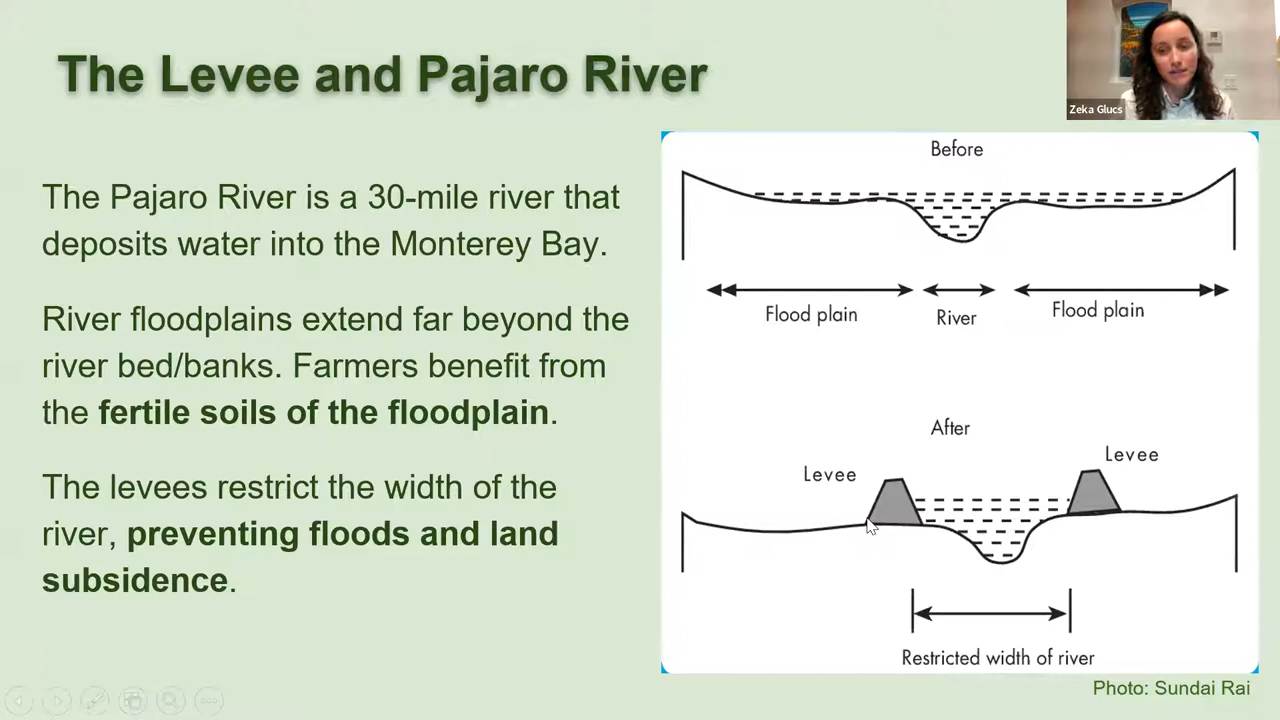 The Levee and Pajaro River
Zeka Glucs
The Pajaro River is a 30-mile river that
deposits water into the Monterey Bay.
River floodplains extend far beyond the
river bed/banks. Farmers benefit from
the fertile soils of the floodplain.
The levees restrict the width of the
river, preventing floods and land
subsidence.
Before
Flood plain
River
Flood plain
After
Levee
Levee
Restricted width of river
Photo: Sundai Rai